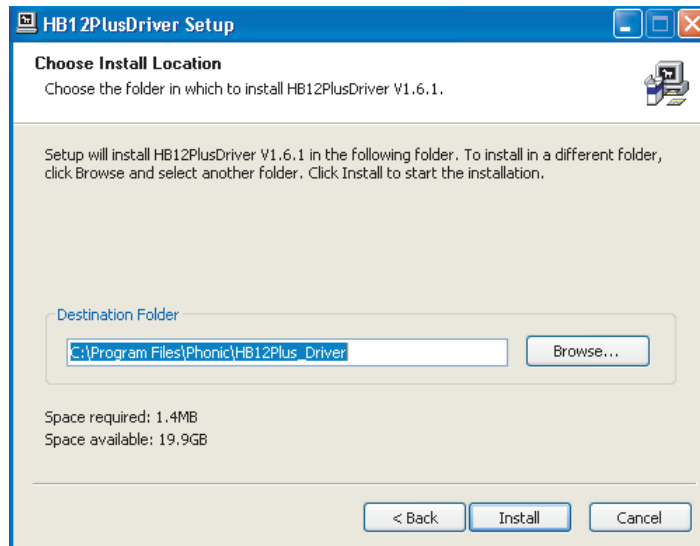 HB12PlusDriver Setup
Choose Install Location
Choose the folder in which to install HB12PlusDriver V1.6.1.
Setup will install HB12PlusDriver V1.6.1 in the following folder. To install in a different folder,
click Browse and select another folder. Click Install to start the installation.
Destination Folder
C:\Program Files\Phonic\HB12Plus_Driver
Browse...
Space required: 1.4MB
Space available: 19.9GB
< Back Install Cancel